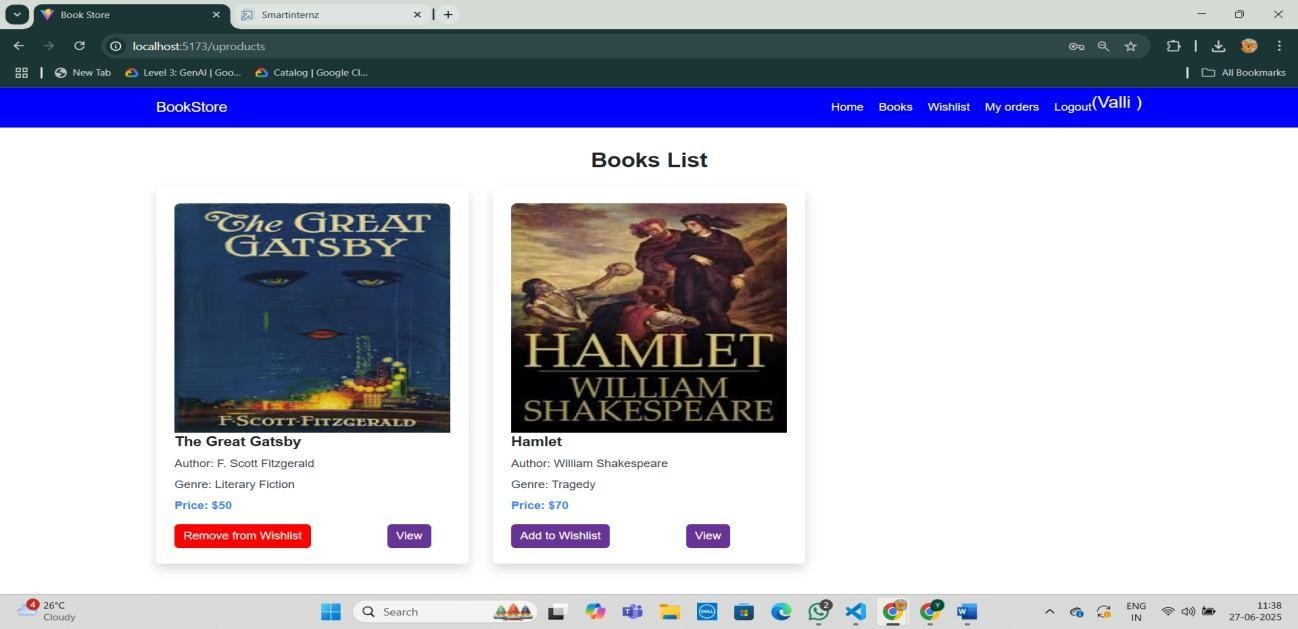 Book Store
Smartinternz
localhost:5173/uproducts
New Tab
Level 3: GenAI | Goo...
Catalog | Google Cl...
All Bookmarks
BookStore
Home
Books
Wishlist
My orders
Logout(Valli )
Books List
The GREAT
GATSBY
F·SCOTT·FITZGERALD
The Great Gatsby
Author: F. Scott Fitzgerald
Genre: Literary Fiction
Price: $50
Remove from Wishlist
View
HAMLET
WILLIAM
SHAKESPEARE
Hamlet
Author: William Shakespeare
Genre: Tragedy
Price: $70
Add to Wishlist
View
4
26°C
Cloudy
Search
DELL
2
Y
ENG
IN
11:38
27-06-2025